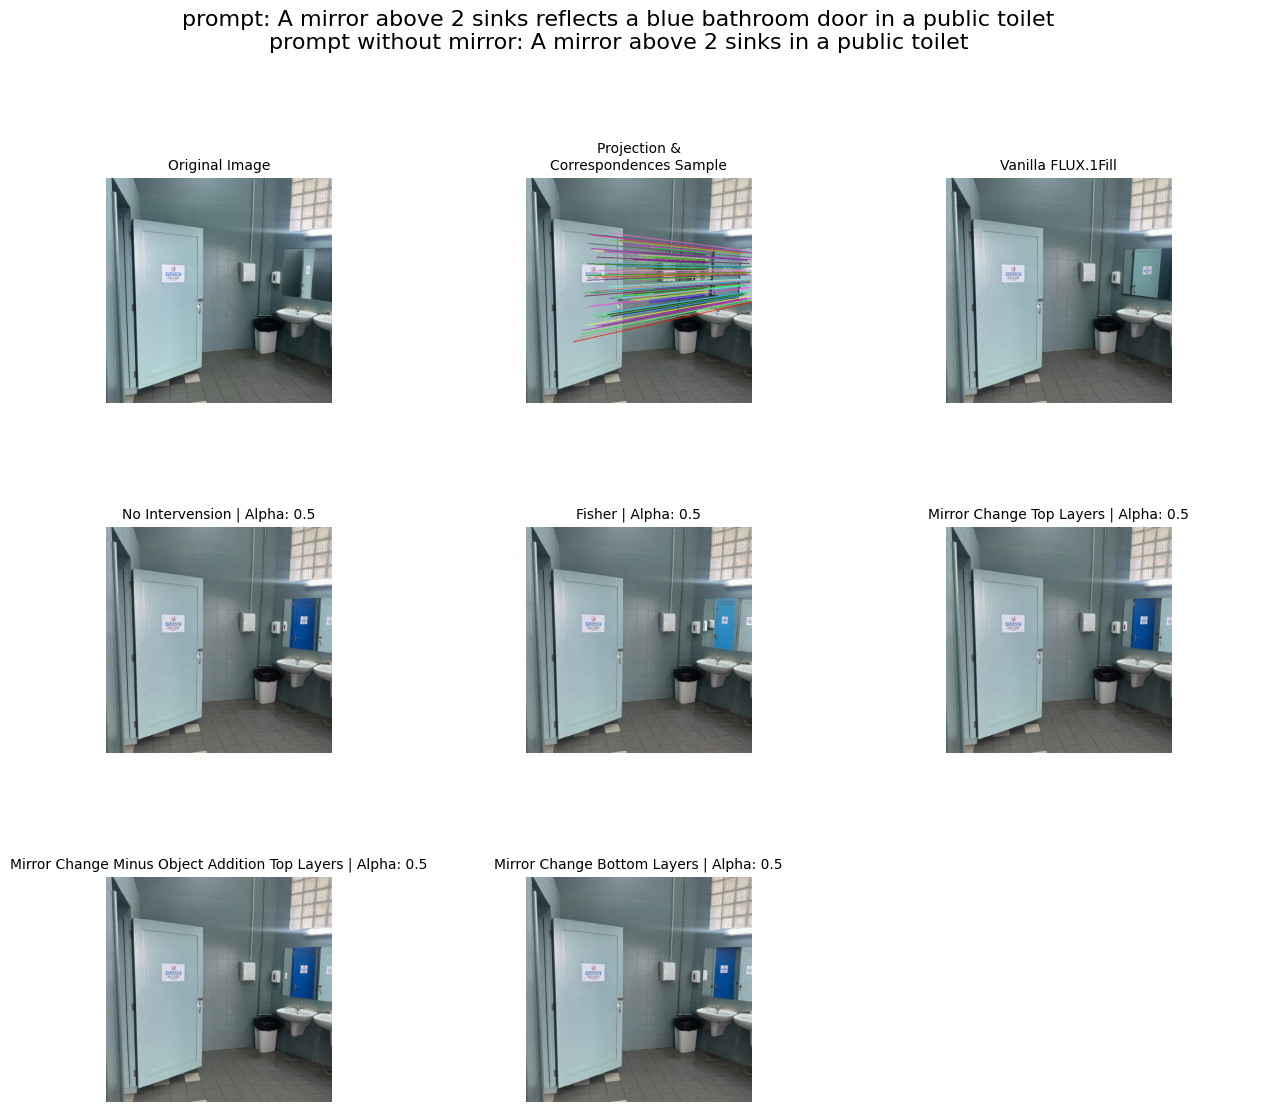 prompt: A mirror above 2 sinks reflects a blue bathroom door in a public toilet
prompt without mirror: A mirror above 2 sinks in a public toilet
Original Image
Projection &
Correspondences Sample
Vanilla FLUX.1Fill
No Intervension | Alpha: 0.5
Fisher | Alpha: 0.5
Mirror Change Top Layers | Alpha: 0.5
Mirror Change Minus Object Addition Top Layers | Alpha: 0.5
Mirror Change Bottom Layers | Alpha: 0.5